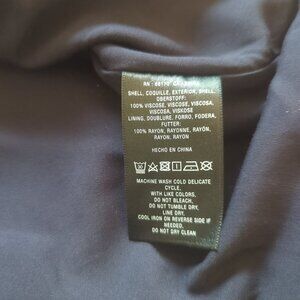 SHELL, COQUILLE, EXTERIOR, SHELL,
OBERSTOFF:
100% VISCOSE, VISCOSE, VISCOSA,
VISCOSA, VISKOSE
LINING, DOUBLURE, FORRO, FODERA,
FUTTER:
100% RAYON, RAYONNE, RAYÓN,
RAYON, RAYON
HECHO EN CHINA
MACHINE WASH COLD DELICATE
CYCLE,
WITH LIKE COLORS,
DO NOT BLEACH,
DO NOT TUMBLE DRY,
LINE DRY.
COOL IRON ON REVERSE IF
NEEDED.
DO NOT DRY CLEAN